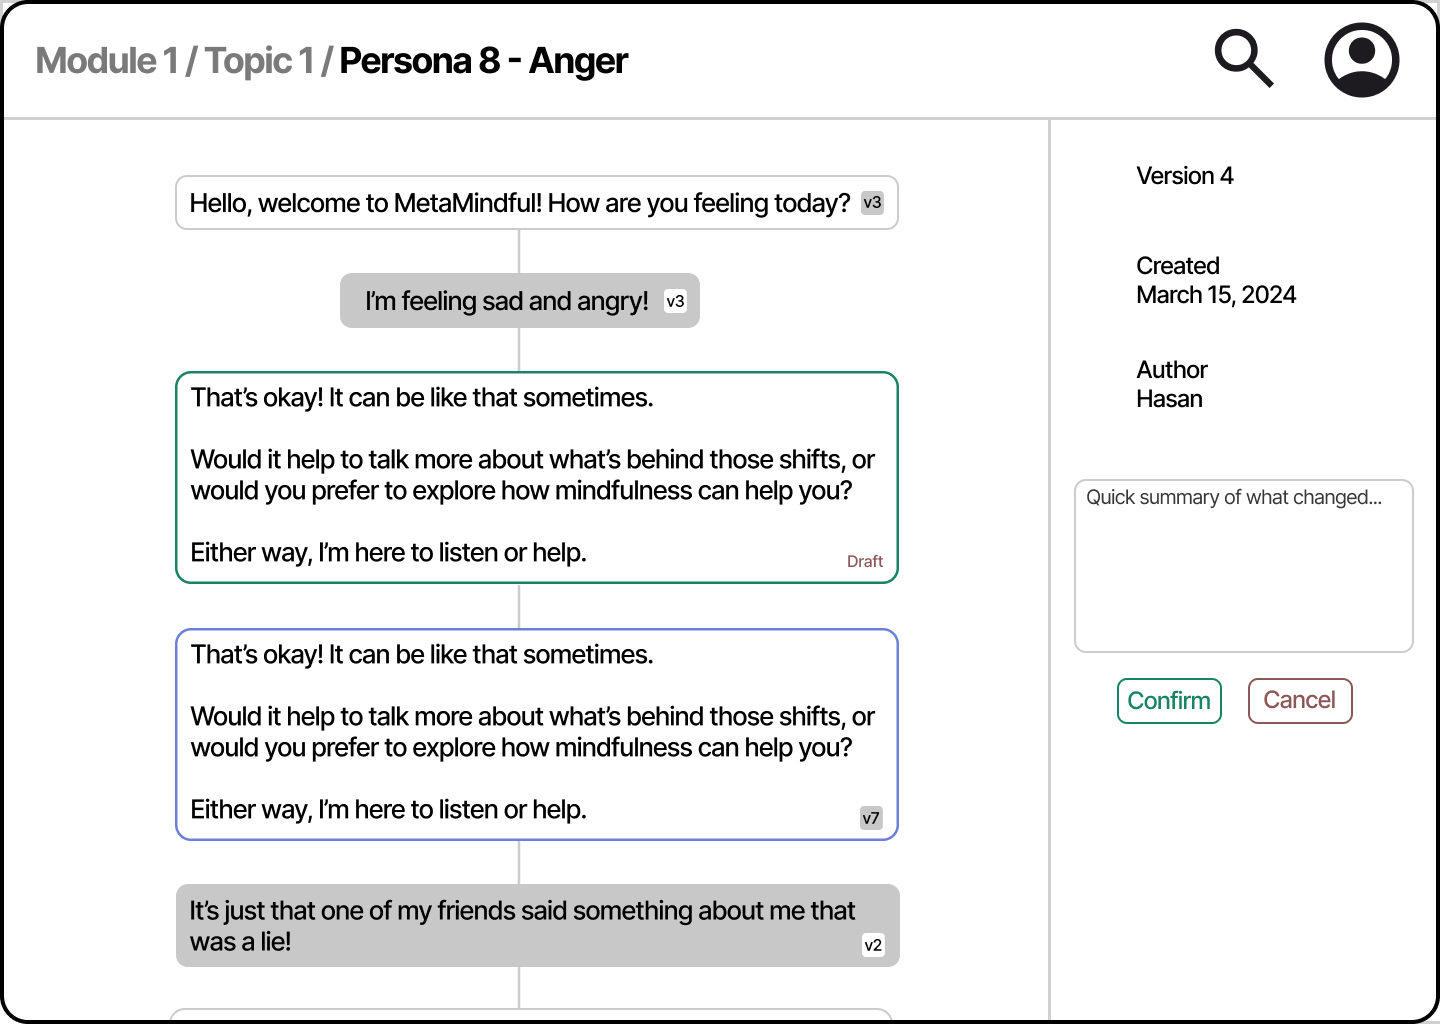 Module 1 / Topic 1 / Persona 8 - Anger
Hello, welcome to MetaMindful! How are you feeling today? v3
I’m feeling sad and angry! v3
That’s okay! It can be like that sometimes.
Would it help to talk more about what’s behind those shifts, or
would you prefer to explore how mindfulness can help you?
Either way, I’m here to listen or help.
Draft
That’s okay! It can be like that sometimes.
Would it help to talk more about what’s behind those shifts, or
would you prefer to explore how mindfulness can help you?
Either way, I’m here to listen or help.
v7
It’s just that one of my friends said something about me that
was a lie!
v2
Version 4
Created
March 15, 2024
Author
Hasan
Quick summary of what changed...
Confirm
Cancel